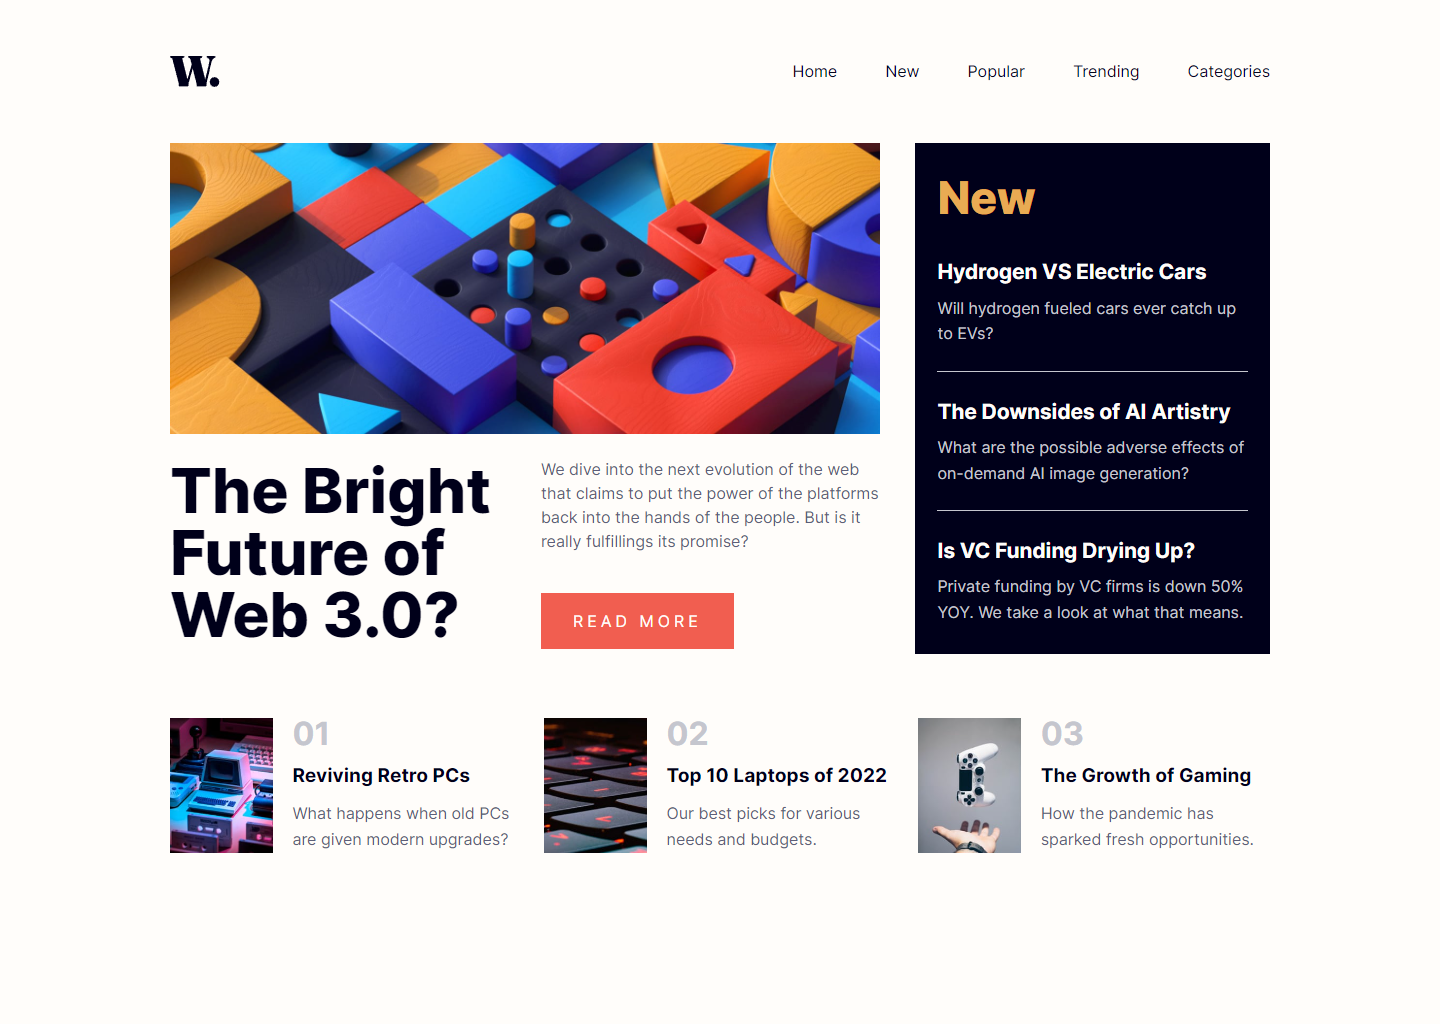 W.
Home
New
Popular
Trending
Categories
The Bright
Future of
Web 3.0?
We dive into the next evolution of the web
that claims to put the power of the platforms
back into the hands of the people. But is it
really fulfillings its promise?
READ MORE
New
Hydrogen VS Electric Cars
Will hydrogen fueled cars ever catch up
to EVs?
The Downsides of AI Artistry
What are the possible adverse effects of
on-demand AI image generation?
Is VC Funding Drying Up?
Private funding by VC firms is down 50%
YOY. We take a look at what that means.
01
Reviving Retro PCs
What happens when old PCs
are given modern upgrades?
02
Top 10 Laptops of 2022
Our best picks for various
needs and budgets.
03
The Growth of Gaming
How the pandemic has
sparked fresh opportunities.